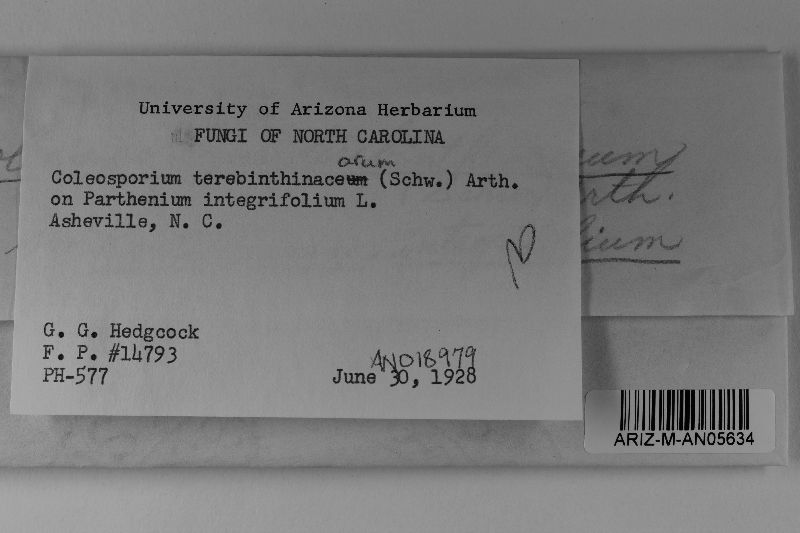 University of Arizona Herbarium
FUNGI OF NORTH CAROLINA
arum
Coleosporium terebinthinaceum (Schw.) Arth.
on Parthenium integrifolium L.
Asheville, N. C.
G. G. Hedgcock
F. P. #14793
PH-577
AN018979
June 30, 1928
ARIZ-M-AN05634